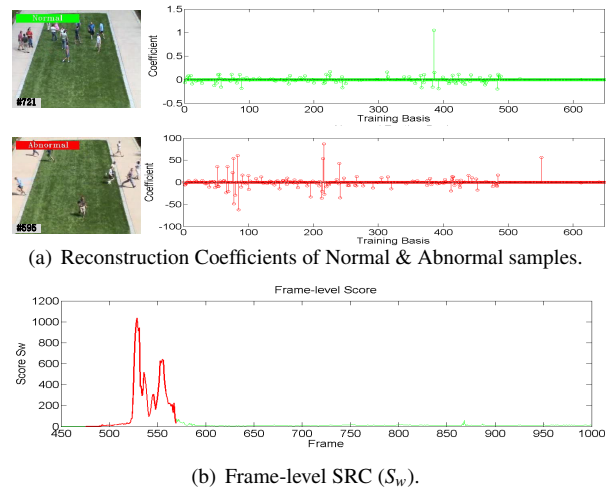 Normal
#721
Coefficient
1.5
1
0.5
0
-0.5
0 100 200 300 400 500 600
Training Basis
Abnormal
#595
Coefficient
100
50
0
-50
-100
0 100 200 300 400 500 600
Training Basis
(a) Reconstruction Coefficients of Normal & Abnormal samples.
Frame-level Score
Score Sw
1200
1000
800
600
400
200
0
450 500 550 600 650 700 750 800 850 900 950 1000
Frame
(b) Frame-level SRC (Sw).